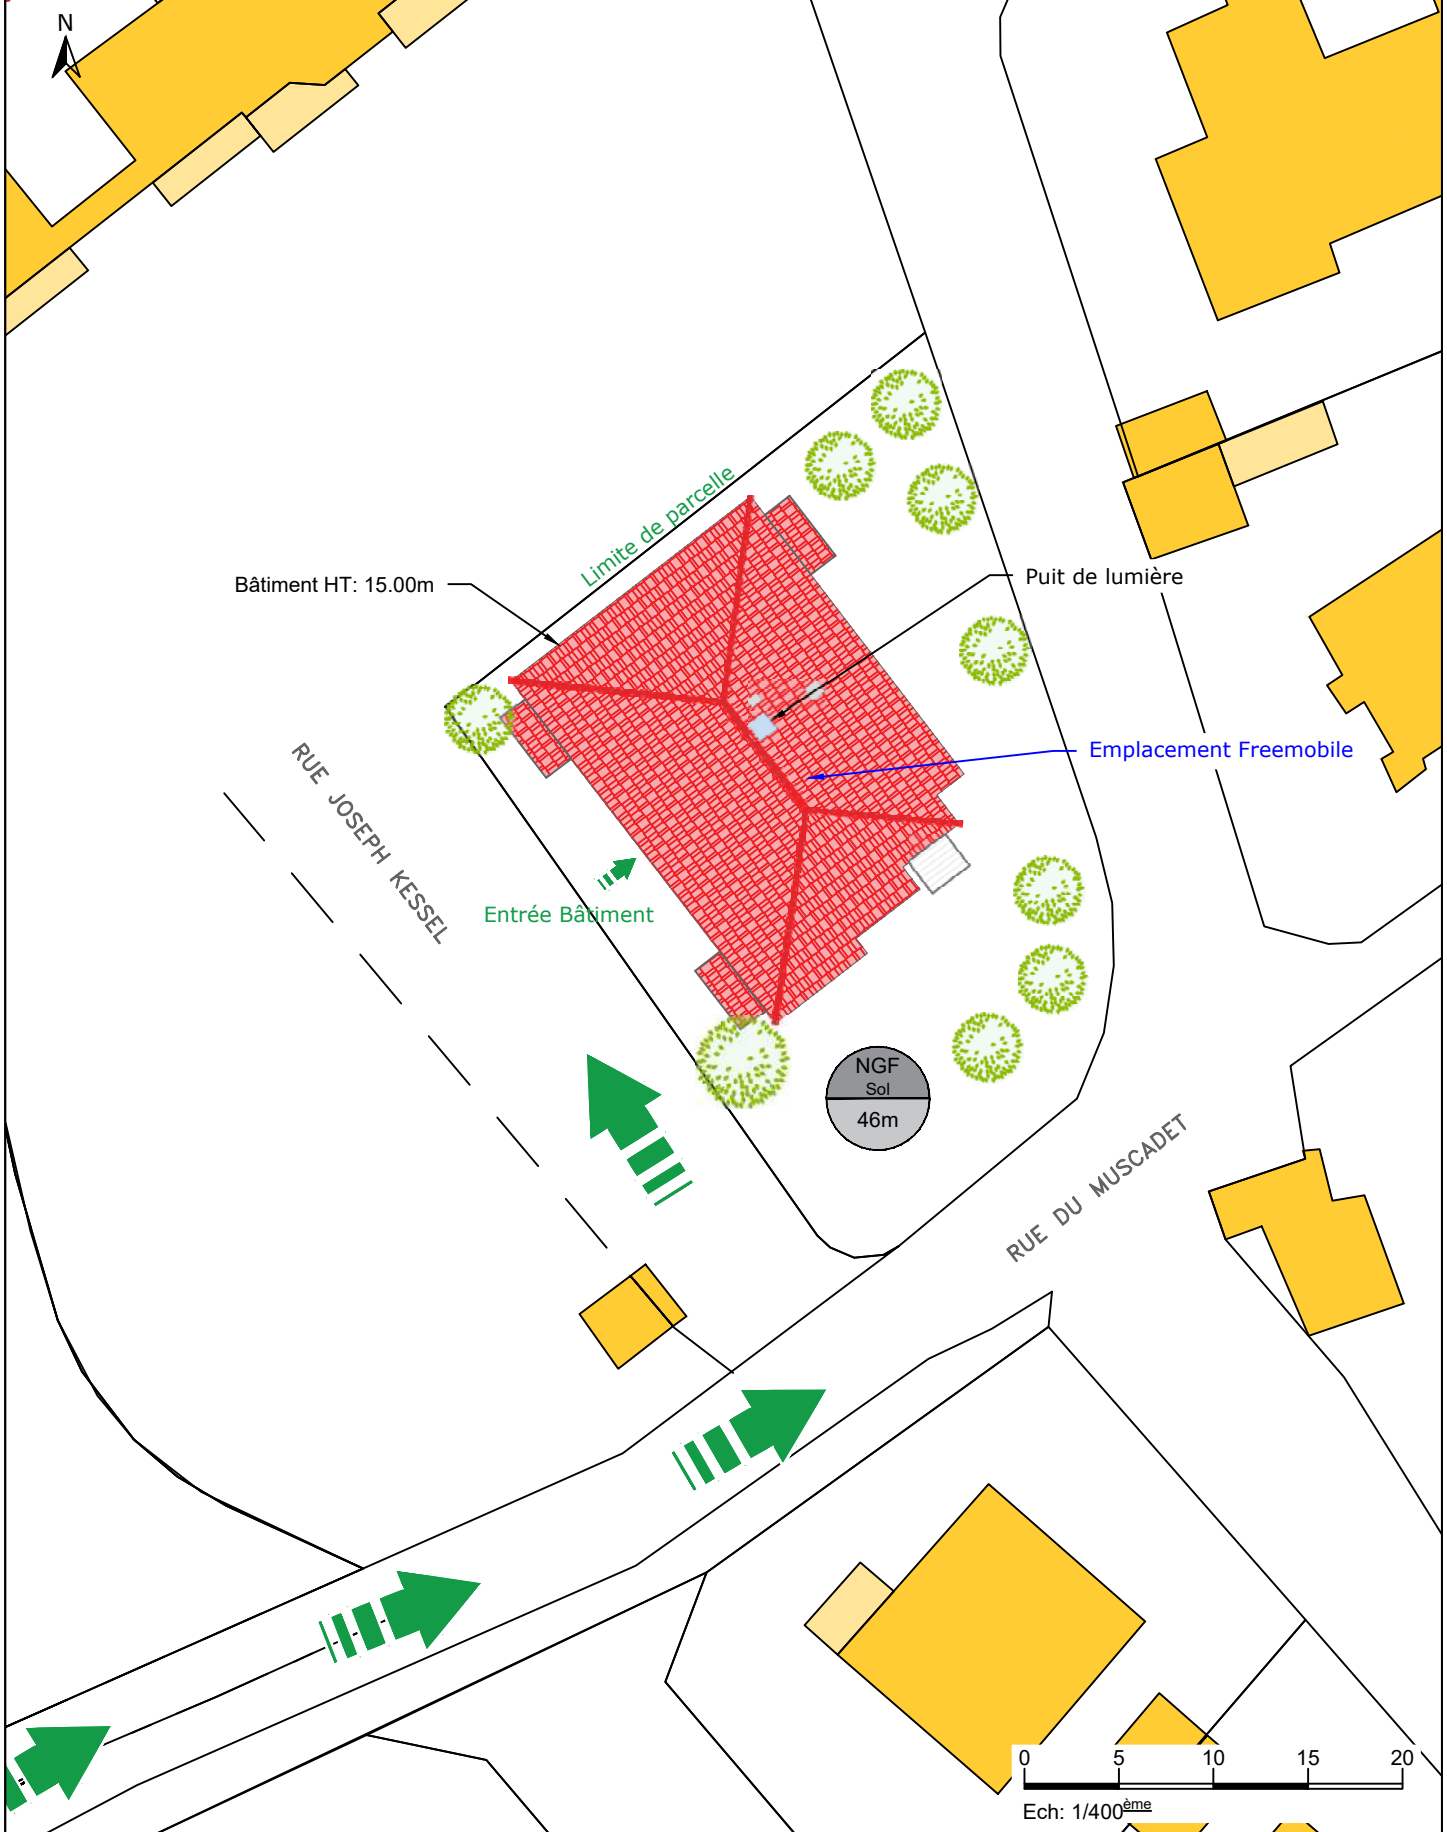 N
Limite de parcelle
Bâtiment HT: 15.00m
Puit de lumière
Emplacement Freemobile
RUE JOSEPH KESSEL
Entrée Bâtiment
NGF
Sol
46m
RUE DU MUSCADET
0 5 10 15 20
Ech: 1/400ème